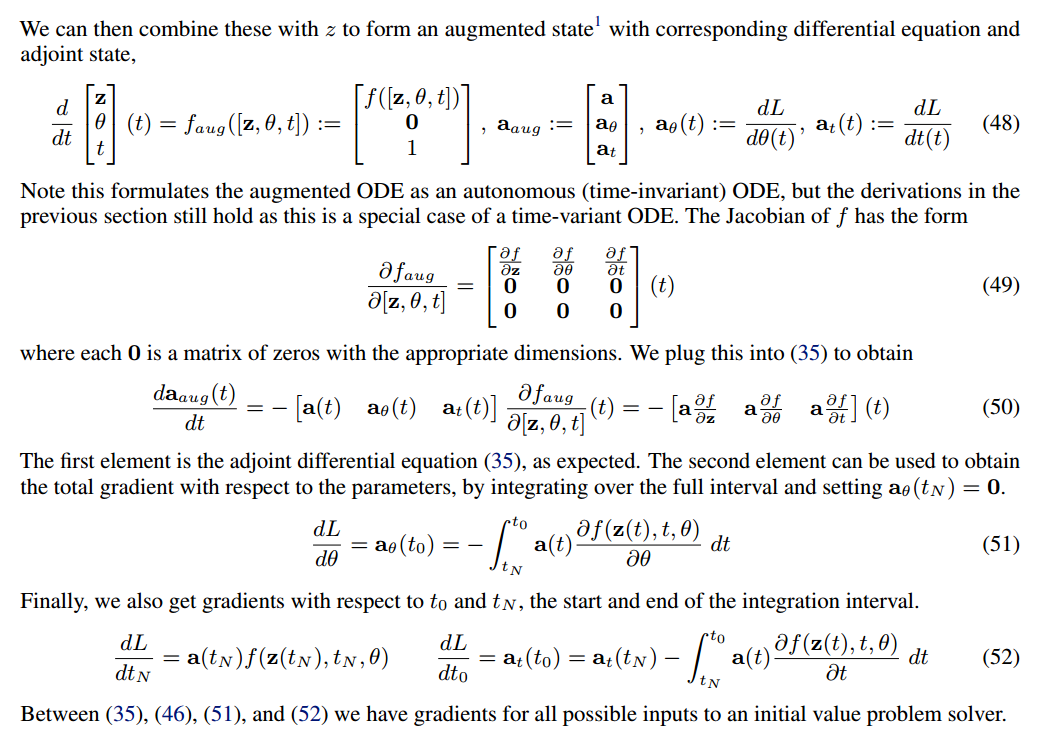 We can then combine these with z to form an augmented state¹ with corresponding differential equation and
adjoint state,
$$\frac{d}{dt}\begin{bmatrix}\mathbf{z}\\ \theta\\ t\end{bmatrix}(t) = f_{aug}([\mathbf{z}, \theta, t]) := \begin{bmatrix}f([\mathbf{z}, \theta, t])\\ \mathbf{0}\\ 1\end{bmatrix}, \ \mathbf{a}_{aug} := \begin{bmatrix}\mathbf{a}\\ \mathbf{a}_\theta\\ \mathbf{a}_t\end{bmatrix}, \ \mathbf{a}_\theta(t) := \frac{dL}{d\theta(t)}, \ \mathbf{a}_t(t) := \frac{dL}{dt(t)} \quad (48)$$
Note this formulates the augmented ODE as an autonomous (time-invariant) ODE, but the derivations in the
previous section still hold as this is a special case of a time-variant ODE. The Jacobian of f has the form
$$\frac{\partial f_{aug}}{\partial[\mathbf{z}, \theta, t]} = \begin{bmatrix}\frac{\partial f}{\partial \mathbf{z}} & \frac{\partial f}{\partial \theta} & \frac{\partial f}{\partial t}\\ \mathbf{0} & \mathbf{0} & \mathbf{0}\\ \mathbf{0} & \mathbf{0} & \mathbf{0}\end{bmatrix}(t) \quad (49)$$
where each **0** is a matrix of zeros with the appropriate dimensions. We plug this into (35) to obtain
$$\frac{d\mathbf{a}_{aug}(t)}{dt} = -\begin{bmatrix}\mathbf{a}(t) & \mathbf{a}_\theta(t) & \mathbf{a}_t(t)\end{bmatrix}\frac{\partial f_{aug}}{\partial[\mathbf{z}, \theta, t]}(t) = -\begin{bmatrix}\mathbf{a}\frac{\partial f}{\partial \mathbf{z}} & \mathbf{a}\frac{\partial f}{\partial \theta} & \mathbf{a}\frac{\partial f}{\partial t}\end{bmatrix}(t) \quad (50)$$
The first element is the adjoint differential equation (35), as expected. The second element can be used to obtain
the total gradient with respect to the parameters, by integrating over the full interval and setting $\mathbf{a}_\theta(t_N) = \mathbf{0}$.
$$\frac{dL}{d\theta} = \mathbf{a}_\theta(t_0) = -\int_{t_N}^{t_0}\mathbf{a}(t)\frac{\partial f(\mathbf{z}(t), t, \theta)}{\partial \theta}\,dt \quad (51)$$
Finally, we also get gradients with respect to $t_0$ and $t_N$, the start and end of the integration interval.
$$\frac{dL}{dt_N} = \mathbf{a}(t_N)f(\mathbf{z}(t_N), t_N, \theta) \qquad \frac{dL}{dt_0} = \mathbf{a}_t(t_0) = \mathbf{a}_t(t_N) - \int_{t_N}^{t_0}\mathbf{a}(t)\frac{\partial f(\mathbf{z}(t), t, \theta)}{\partial t}\,dt \quad (52)$$
Between (35), (46), (51), and (52) we have gradients for all possible inputs to an initial value problem solver.